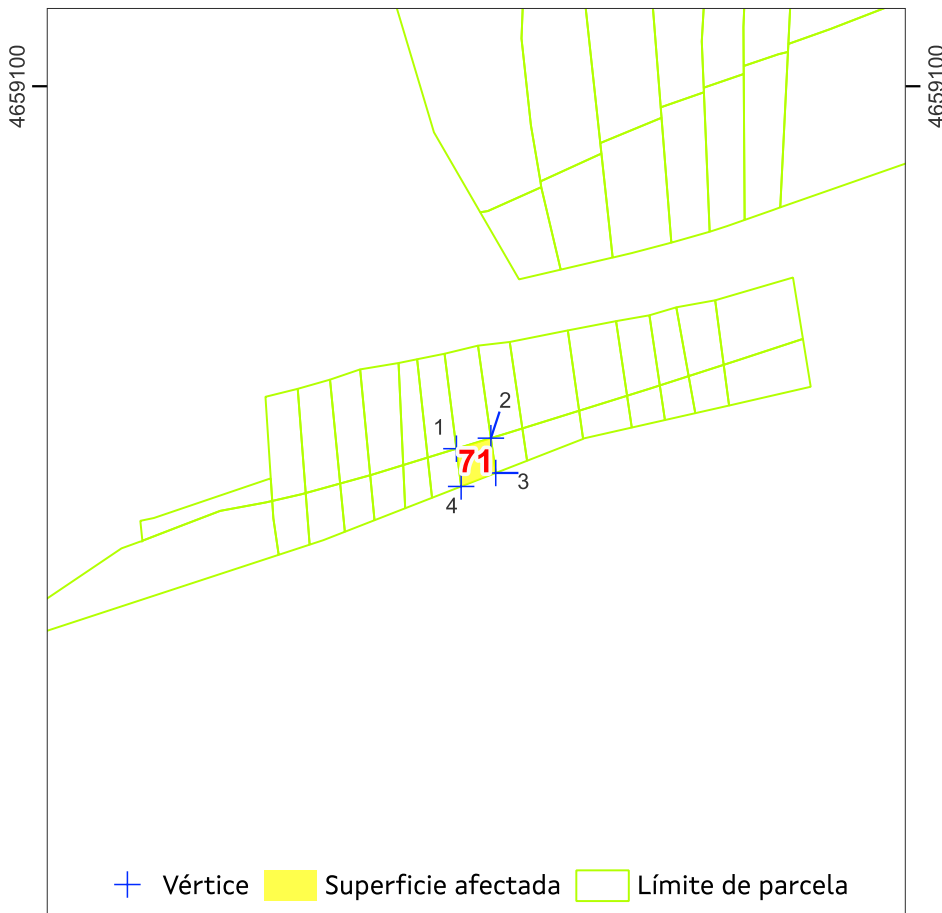 4659100
4659100
2
1
71
3
4
Vértice
Superficie afectada
Límite de parcela